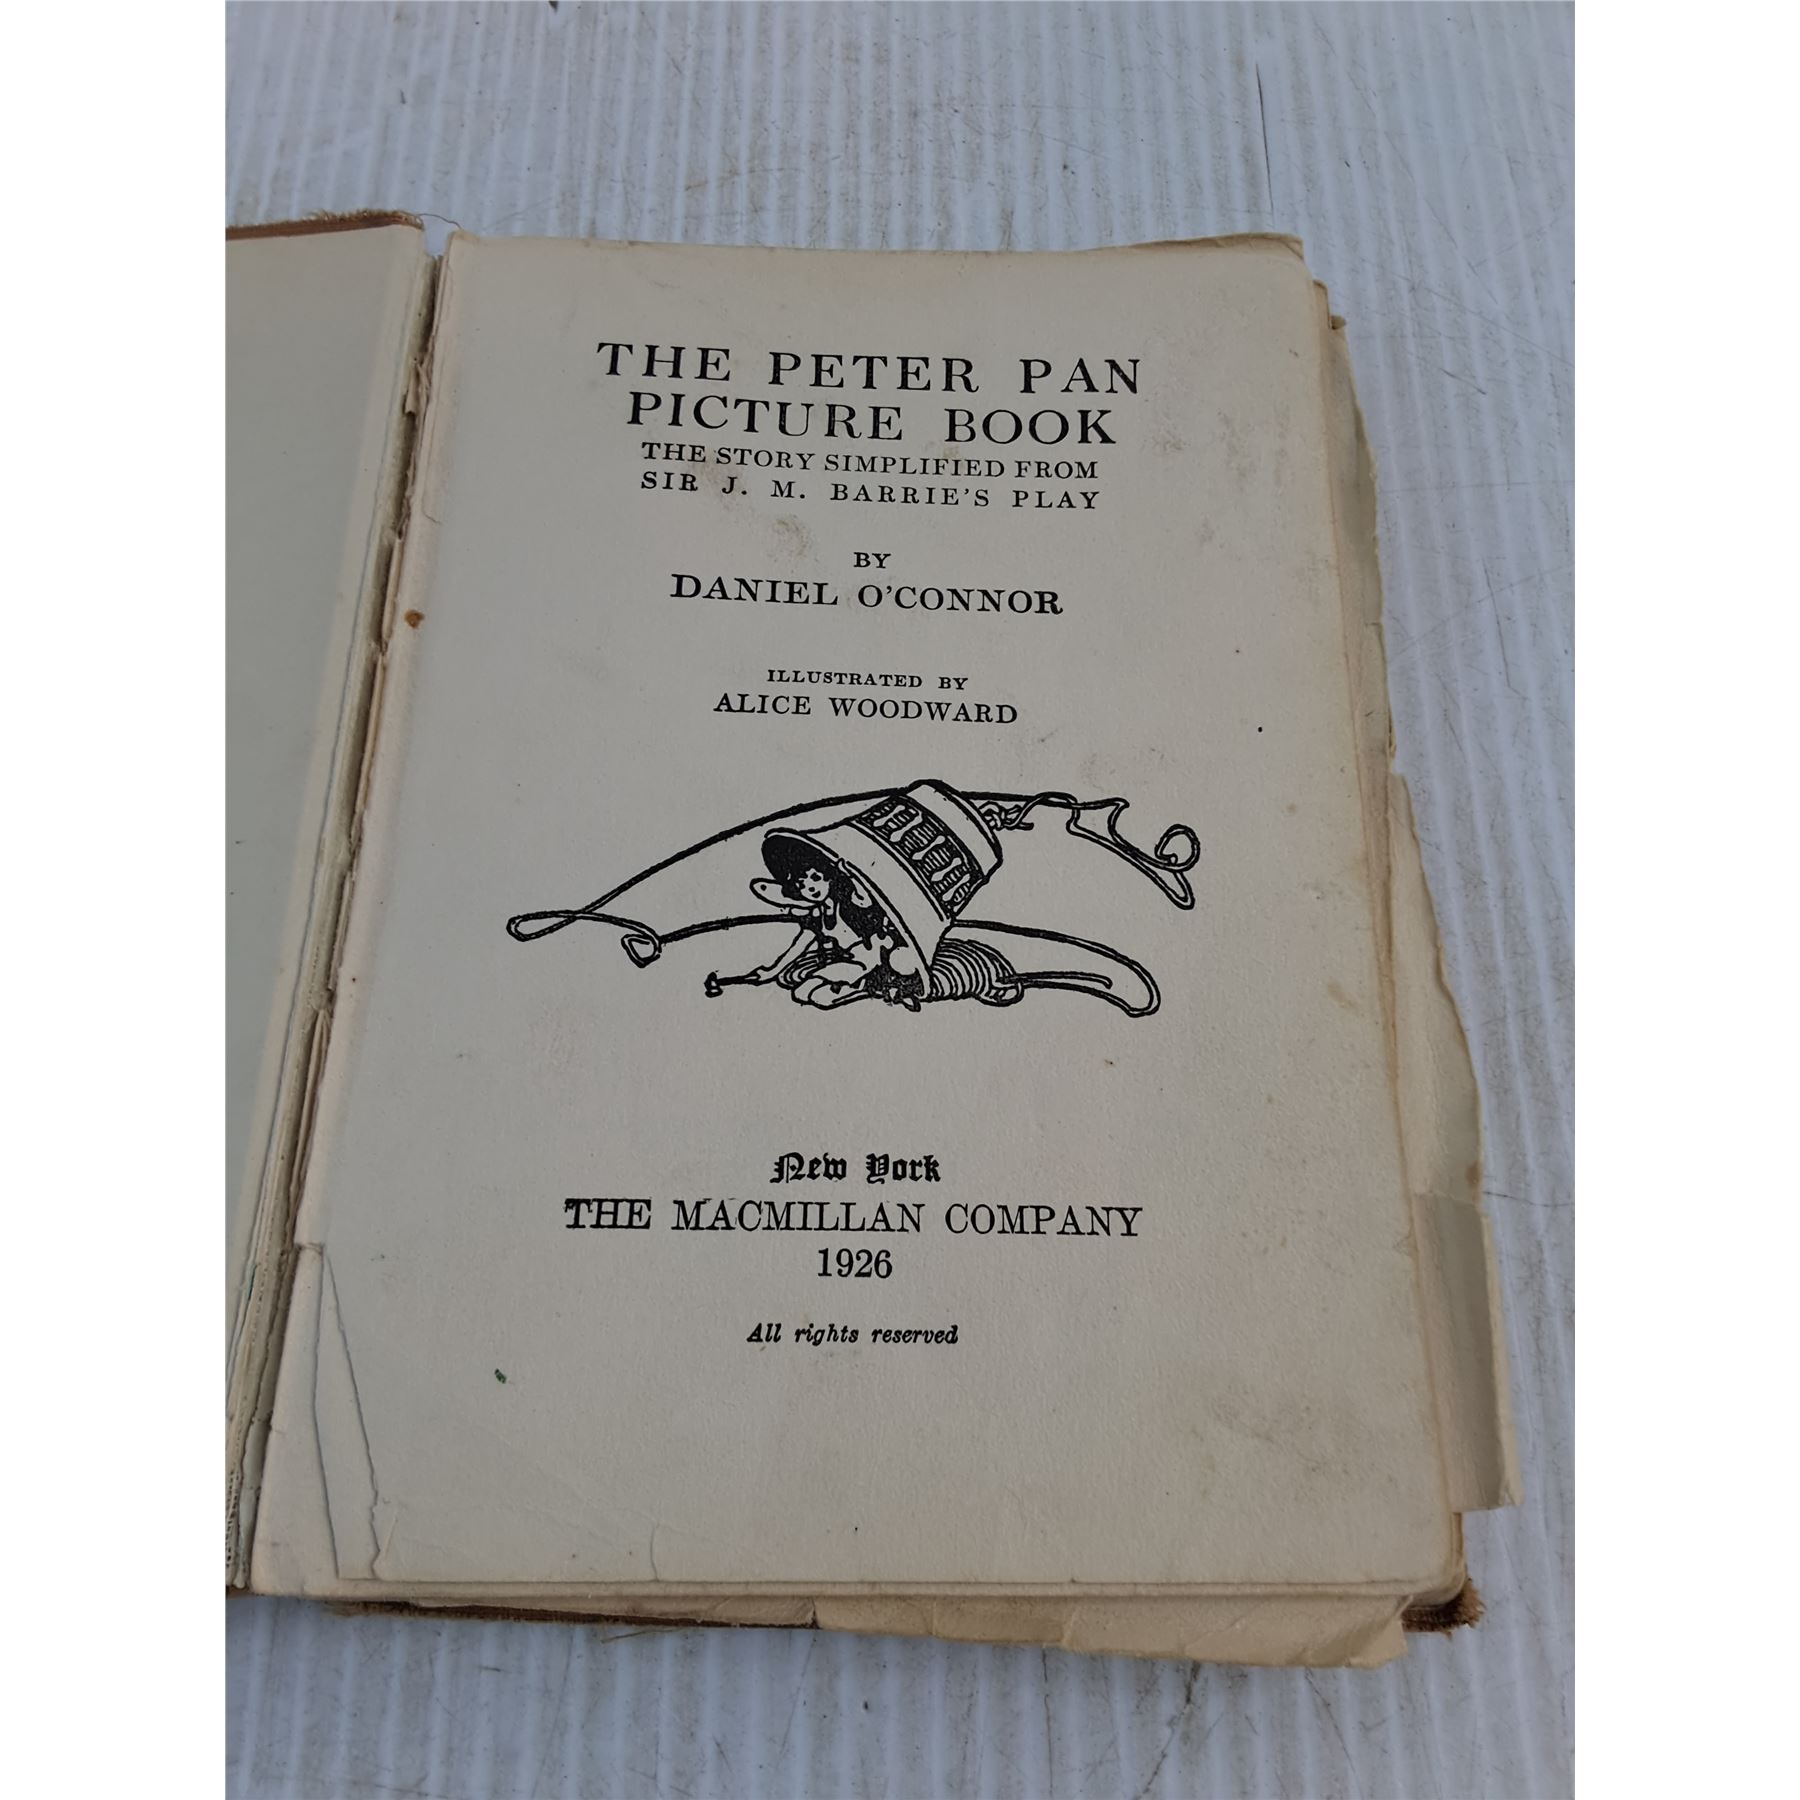 THE PETER PAN
PICTURE BOOK
THE STORY SIMPLIFIED FROM
SIR J. M. BARRIE'S PLAY
BY
DANIEL O'CONNOR
ILLUSTRATED BY
ALICE WOODWARD
New York
THE MACMILLAN COMPANY
1926
All rights reserved